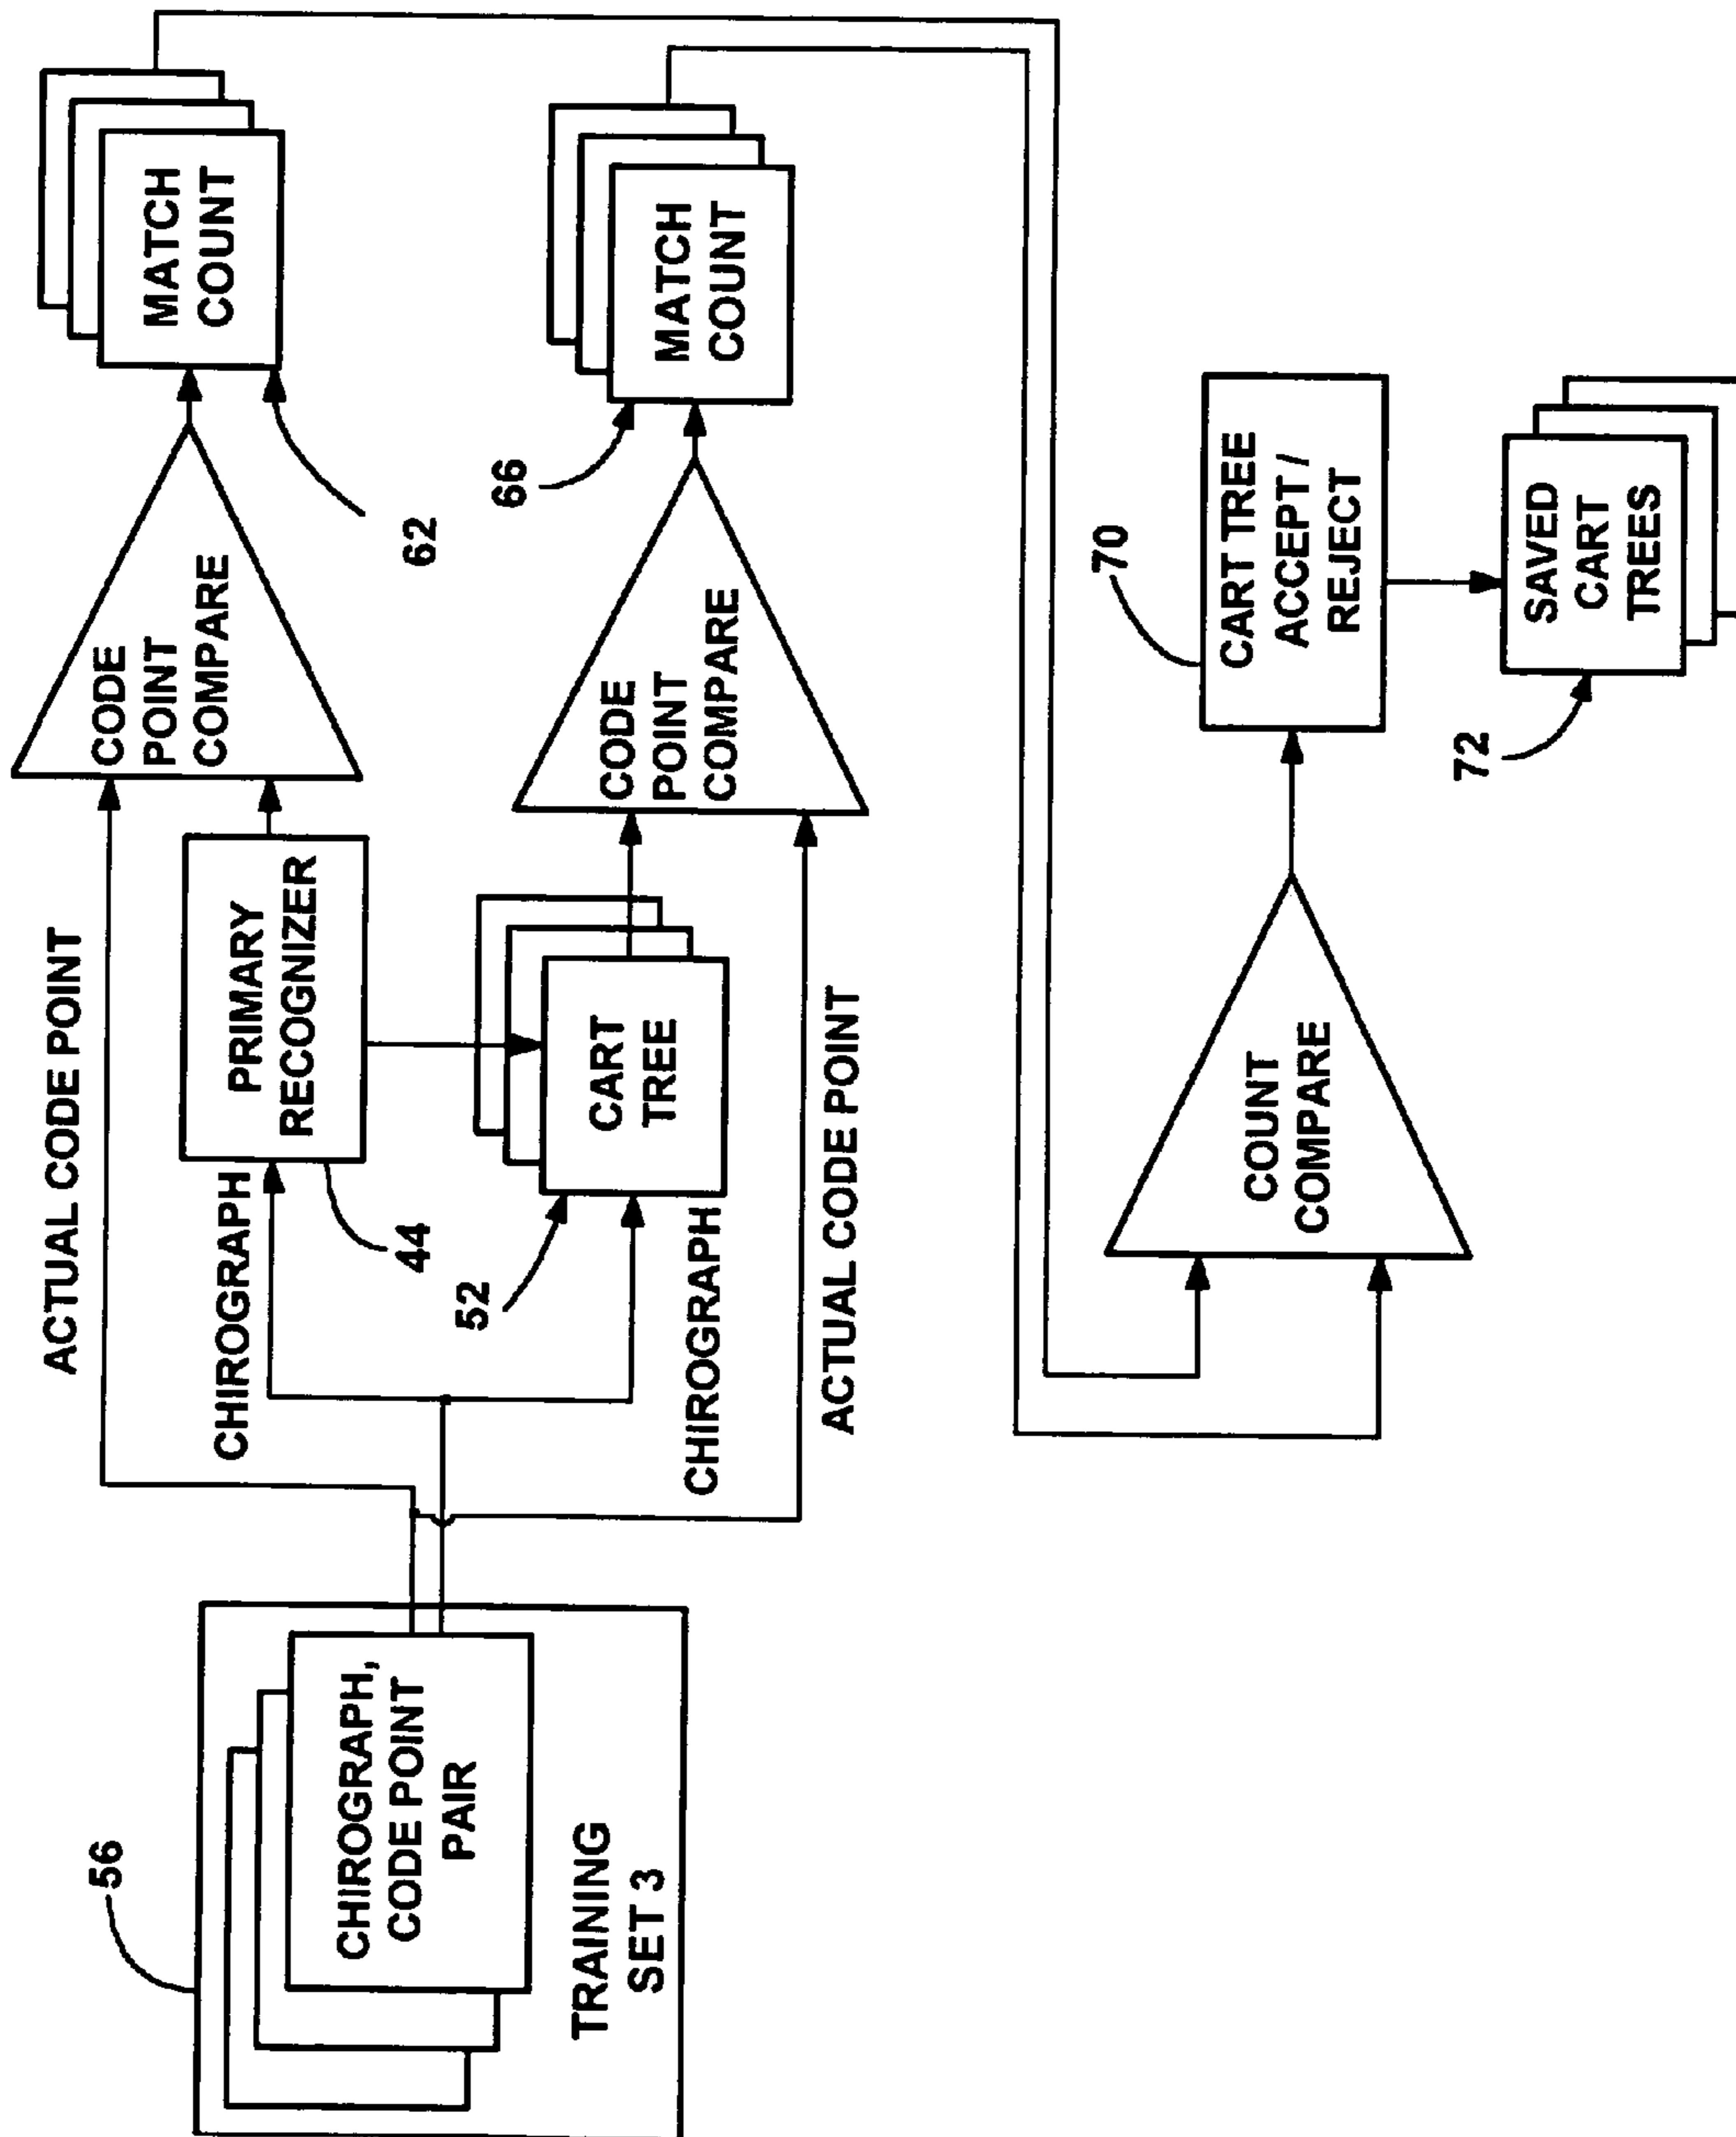 56
CHIROGRAPH,
CODE POINT
PAIR
TRAINING
SET 3
ACTUAL CODE POINT
CHIROGRAPH
PRIMARY
RECOGNIZER
44
52
CART
TREE
CHIROGRAPH
ACTUAL CODE POINT
CODE
POINT
COMPARE
MATCH
COUNT
62
CODE
POINT
COMPARE
66
MATCH
COUNT
COUNT
COMPARE
70
CART TREE
ACCEPT /
REJECT
72
SAVED
CART
TREES